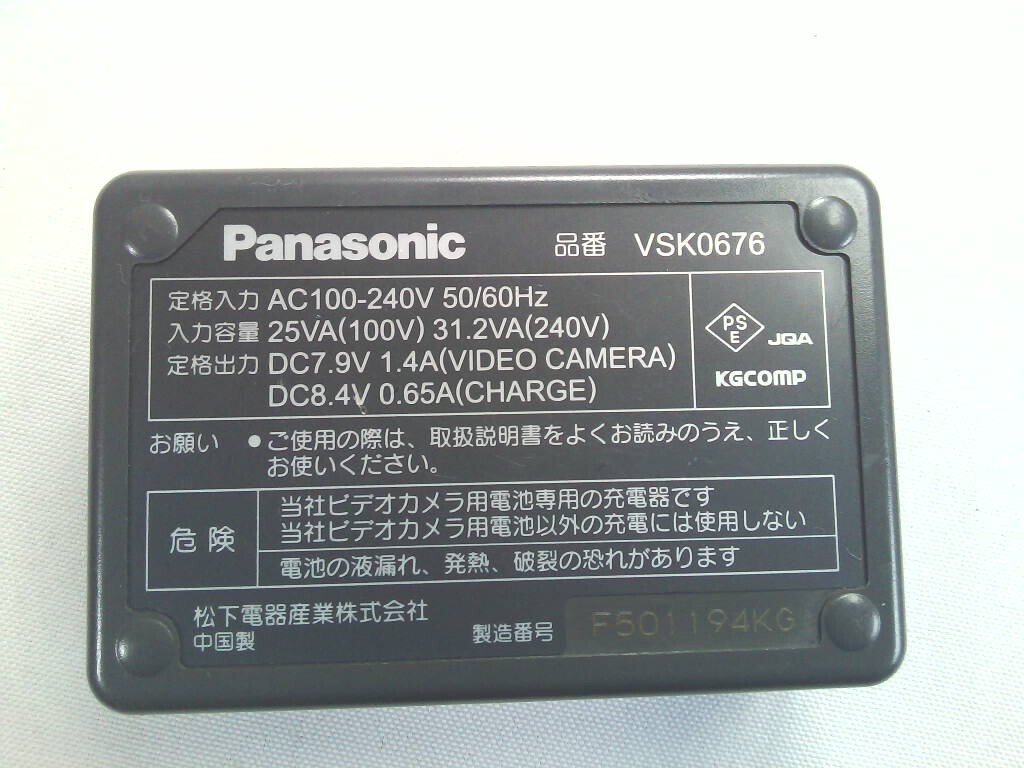 Panasonic 品番 VSK0676
定格入力 AC100-240V 50/60Hz
入力容量 25VA(100V) 31.2VA(240V)
定格出力 DC7.9V 1.4A(VIDEO CAMERA)
DC8.4V 0.65A(CHARGE)
PS
E
JQA
KGCOMP
お願い ●ご使用の際は、取扱説明書をよくお読みのうえ、正しく
お使いください。
危険
当社ビデオカメラ用電池専用の充電器です
当社ビデオカメラ用電池以外の充電には使用しない
電池の液漏れ、発熱、破裂の恐れがあります
松下電器産業株式会社
中国製
製造番号 F501194KG